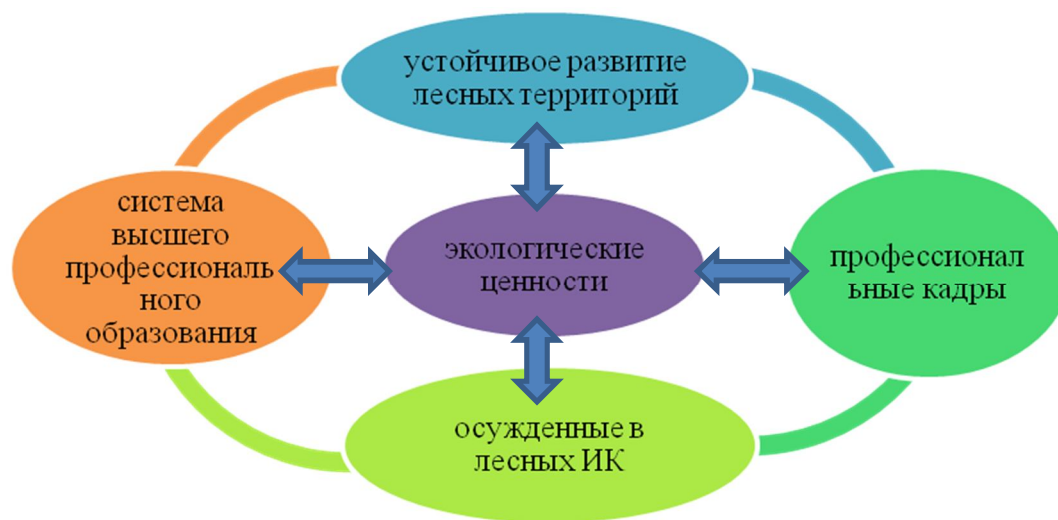 устойчивое развитие
лесных территорий
система
высшего
профессиональ
ного
образования
экологические
ценности
профессионал
ьные кадры
осужденные в
лесных ИК